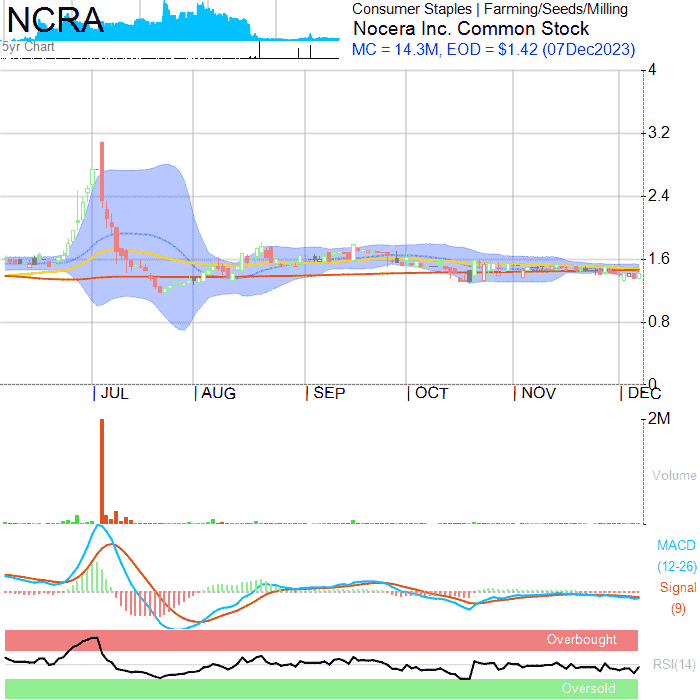 NCRA
5yr Chart
Consumer Staples | Farming/Seeds/Milling
Nocera Inc. Common Stock
MC = 14.3M, EOD = $1.42 (07Dec2023)
4
3.2
2.4
1.6
0.8
0
JUL AUG SEP OCT NOV DEC
2M
Volume
MACD
(12-26)
Signal
(9)
Overbought
RSI(14)
Oversold